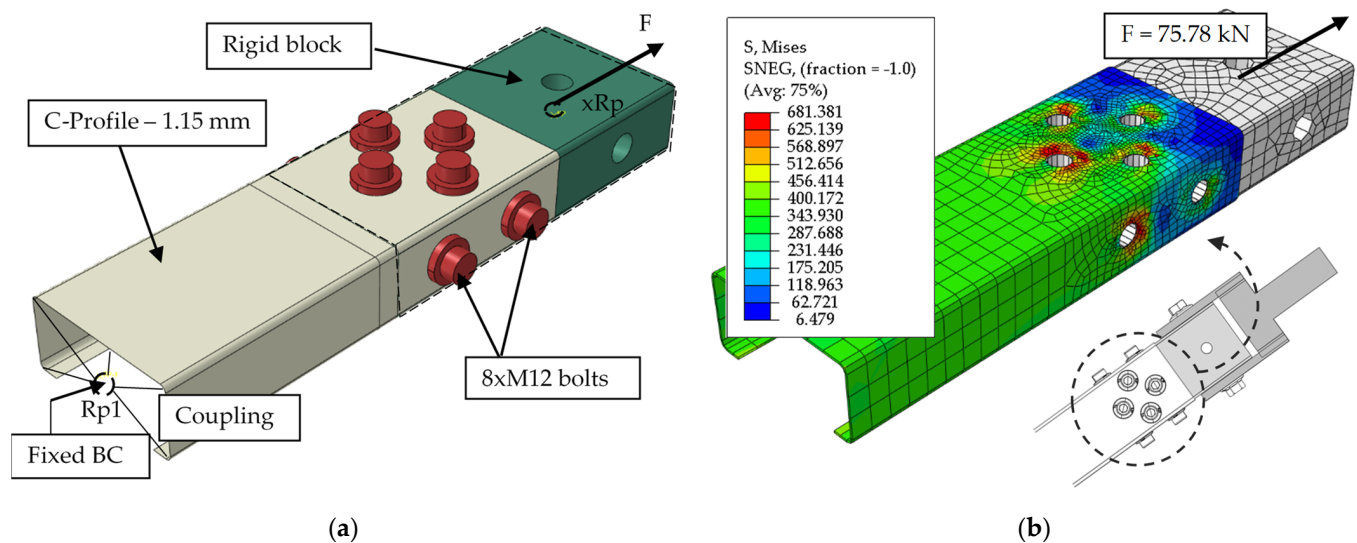 F
Rigid block
xRp
C-Profile – 1.15 mm
8xM12 bolts
Rp1
Coupling
Fixed BC
(a)
F = 75.78 kN
S, Mises
SNEG, (fraction = -1.0)
(Avg: 75%)
681.381
625.139
568.897
512.656
456.414
400.172
343.930
287.688
231.446
175.205
118.963
62.721
6.479
(b)